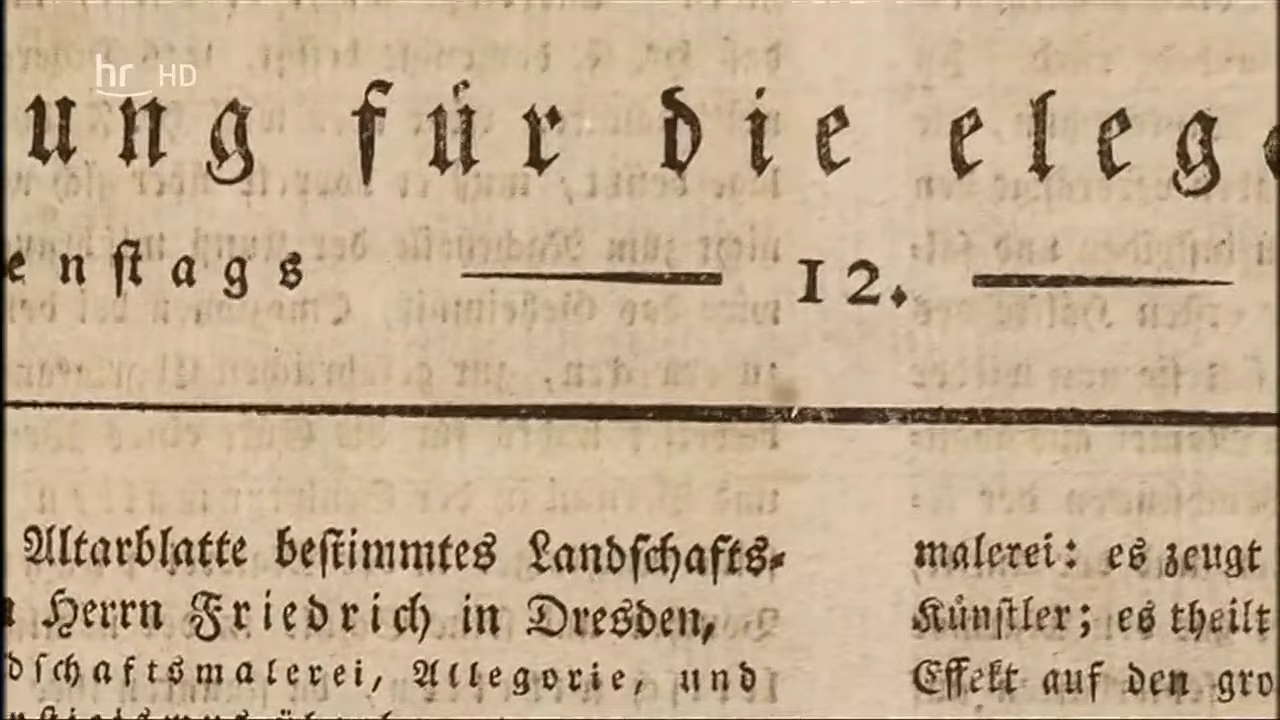 hr HD
ung für die eleg
enstags 12.
Altarblatte bestimmtes Landschafts-
Herrn Friedrich in Dresden,
dschaftsmalerei, Allegorie, und
malerei: es zeugt
Künstler; es theilt
Effekt auf den gro